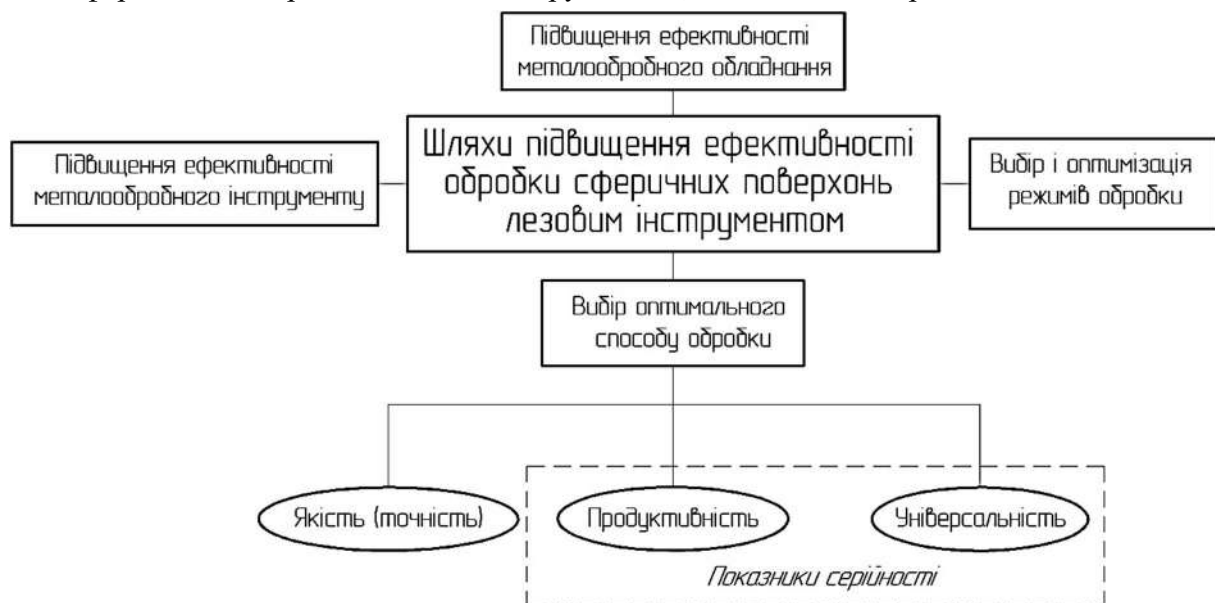 Підвищення ефективності
металообробного обладнання
Шляхи підвищення ефективності
обробки сферичних поверхонь
лезовим інструментом
Підвищення ефективності
металообробного інструменту
Вибір і оптимізація
режимів обробки
Вибір оптимального
способу обробки
Якість (точність)
Продуктивність
Універсальність
Показники серійності